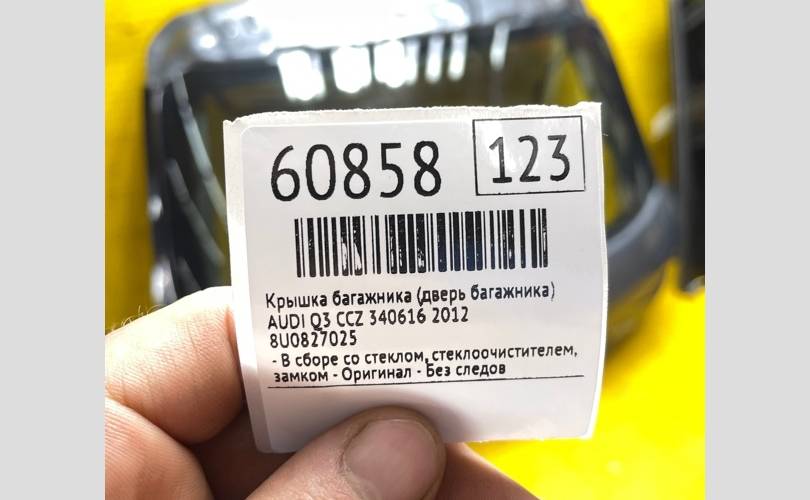 60858
123
Крышка багажника (дверь багажника)
AUDI Q3 CCZ 340616 2012
8U0827025
- В сборе со стеклом, стеклоочистителем,
замком - Оригинал - Без следов